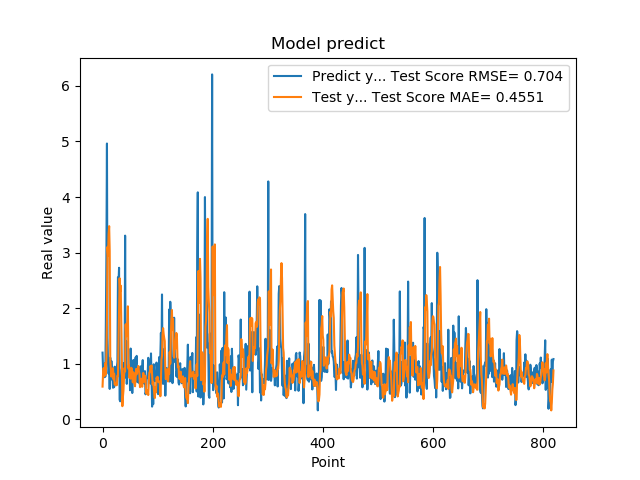 Model predict
Predict y... Test Score RMSE= 0.704
Test y... Test Score MAE= 0.4551
6
5
4
3
2
1
0
Real value
0 200 400 600 800
Point